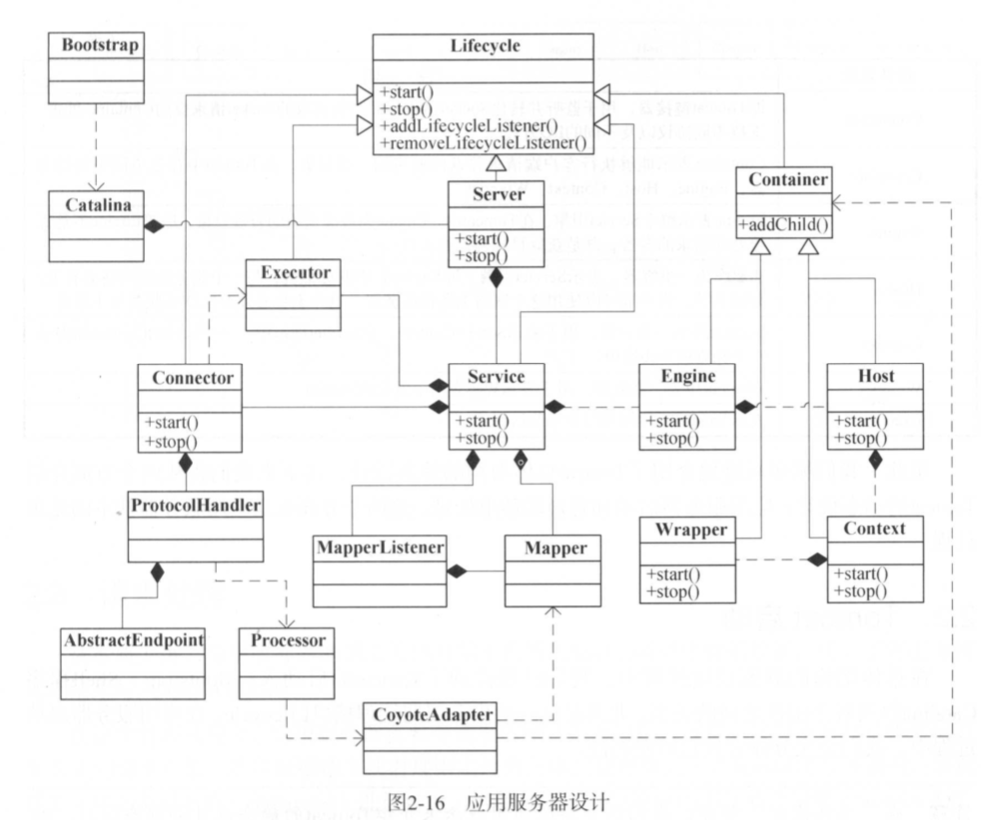 Bootstrap
Lifecycle
+start()
+stop()
+addLifecycleListener()
+removeLifecycleListener()
Catalina
Server
+start()
+stop()
Container
+addChild()
Executor
Connector
+start()
+stop()
Service
+start()
+stop()
Engine
+start()
+stop()
Host
+start()
+stop()
ProtocolHandler
MapperListener
Mapper
Wrapper
+start()
+stop()
Context
+start()
+stop()
AbstractEndpoint
Processor
CoyoteAdapter
图2-16 应用服务器设计